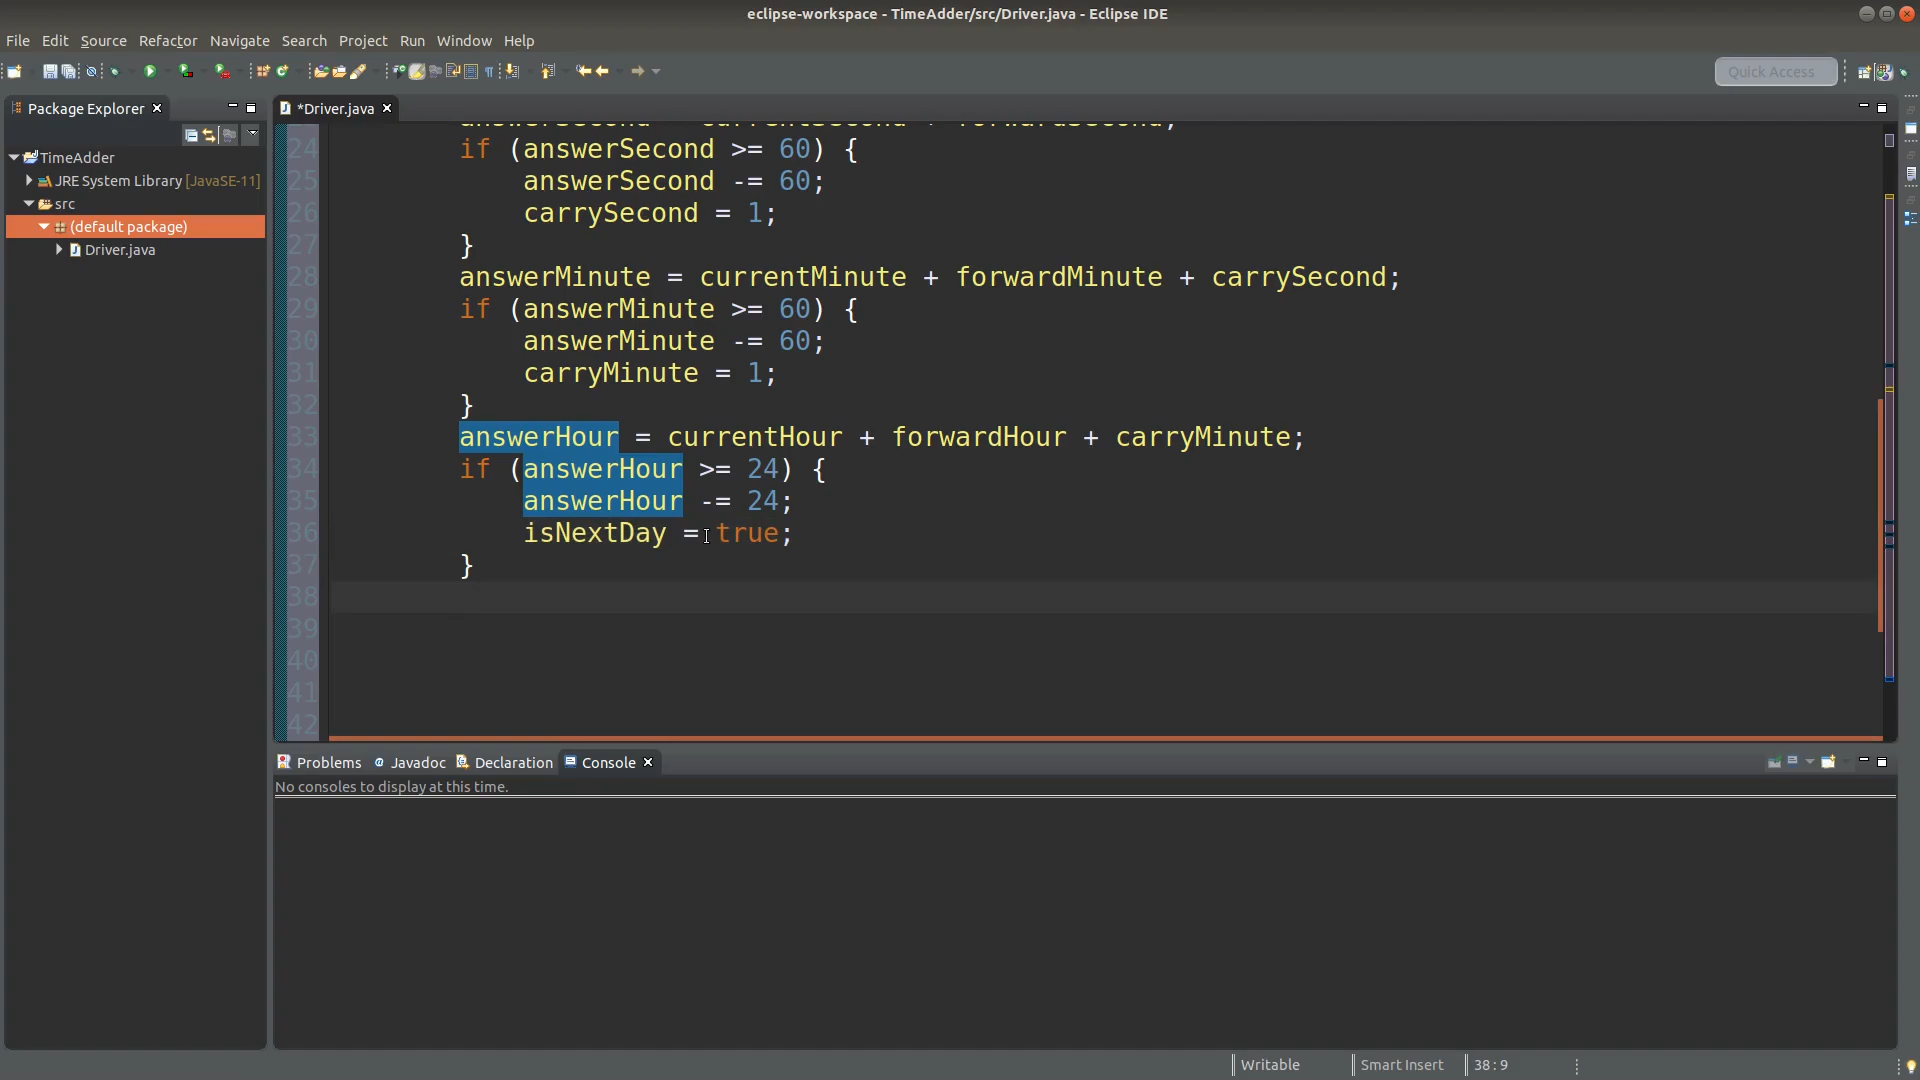 eclipse-workspace - TimeAdder/src/Driver.java - Eclipse IDE
File Edit Source Refactor Navigate Search Project Run Window Help
Quick Access
Package Explorer
*Driver.java
TimeAdder
JRE System Library [JavaSE-11]
src
(default package)
Driver.java
answerSecond = currentSecond + forwardSecond;
24 if (answerSecond >= 60) {
25 answerSecond -= 60;
26 carrySecond = 1;
27 }
28 answerMinute = currentMinute + forwardMinute + carrySecond;
29 if (answerMinute >= 60) {
30 answerMinute -= 60;
31 carryMinute = 1;
32 }
33 answerHour = currentHour + forwardHour + carryMinute;
34 if (answerHour >= 24) {
35 answerHour -= 24;
36 isNextDay = true;
37 }
38
39
40
41
42
Problems Javadoc Declaration Console
No consoles to display at this time.
Writable Smart Insert 38:9